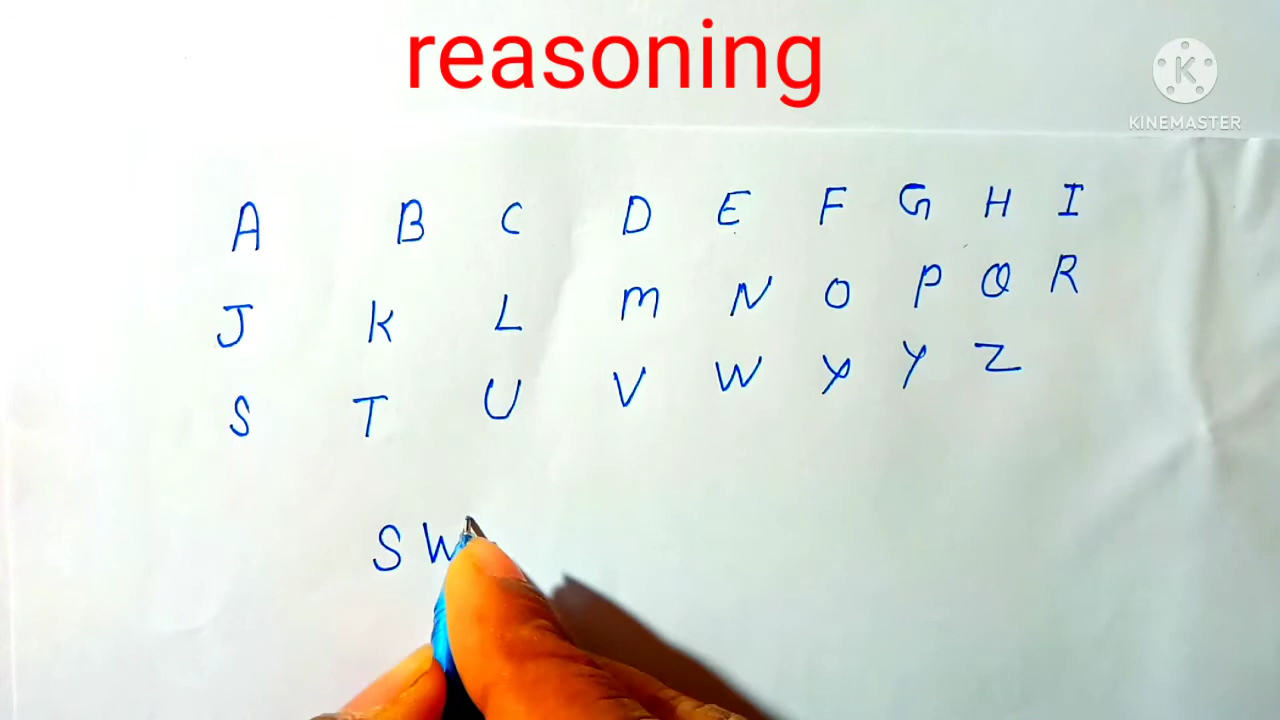 reasoning
K
KINEMASTER
A B C D E F G H I
J K L M N O P Q R
S T U V W X Y Z
S W